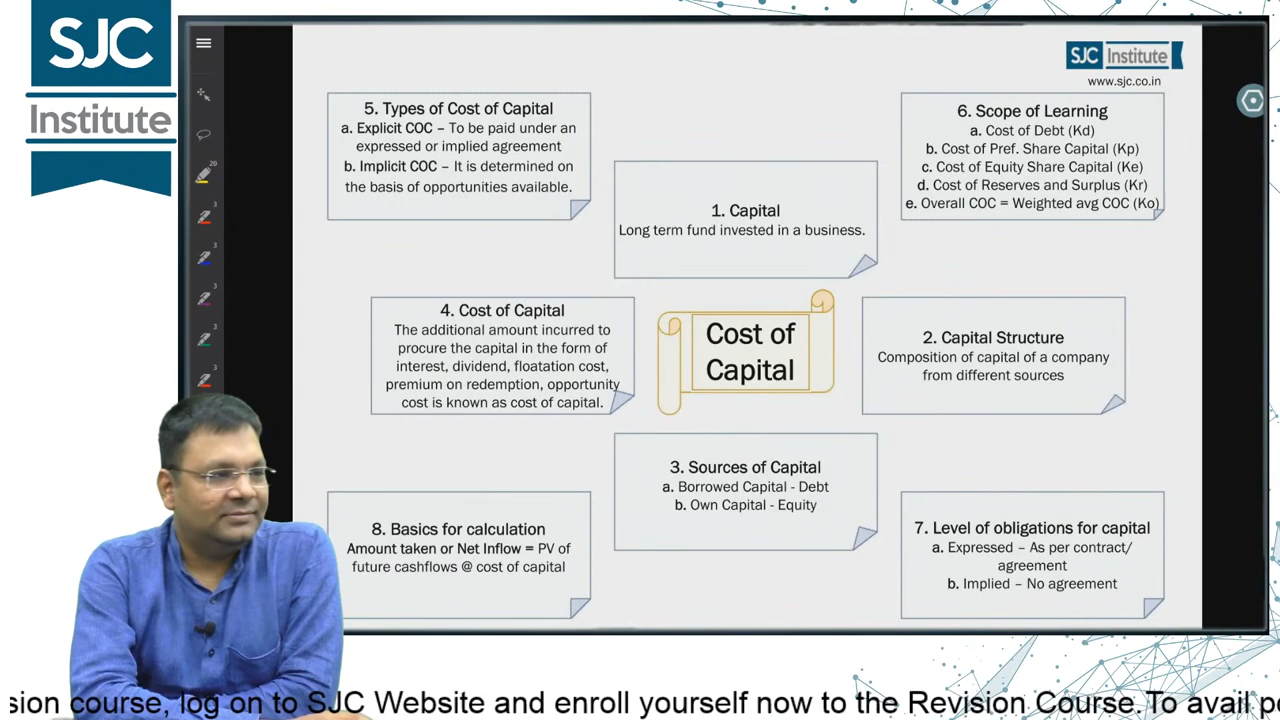 SJC
Institute
SJC Institute
www.sjc.co.in
5. Types of Cost of Capital
a. Explicit COC – To be paid under an
expressed or implied agreement
b. Implicit COC – It is determined on
the basis of opportunities available.
6. Scope of Learning
a. Cost of Debt (Kd)
b. Cost of Pref. Share Capital (Kp)
c. Cost of Equity Share Capital (Ke)
d. Cost of Reserves and Surplus (Kr)
e. Overall COC = Weighted avg COC (Ko)
1. Capital
Long term fund invested in a business.
4. Cost of Capital
The additional amount incurred to
procure the capital in the form of
interest, dividend, floatation cost,
premium on redemption, opportunity
cost is known as cost of capital.
Cost of
Capital
2. Capital Structure
Composition of capital of a company
from different sources
3. Sources of Capital
a. Borrowed Capital - Debt
b. Own Capital - Equity
8. Basics for calculation
Amount taken or Net Inflow = PV of
future cashflows @ cost of capital
7. Level of obligations for capital
a. Expressed – As per contract/
agreement
b. Implied – No agreement
20
3
3
3
3
3
sion course, log on to SJC Website and enroll yourself now to the Revision Course.To avail